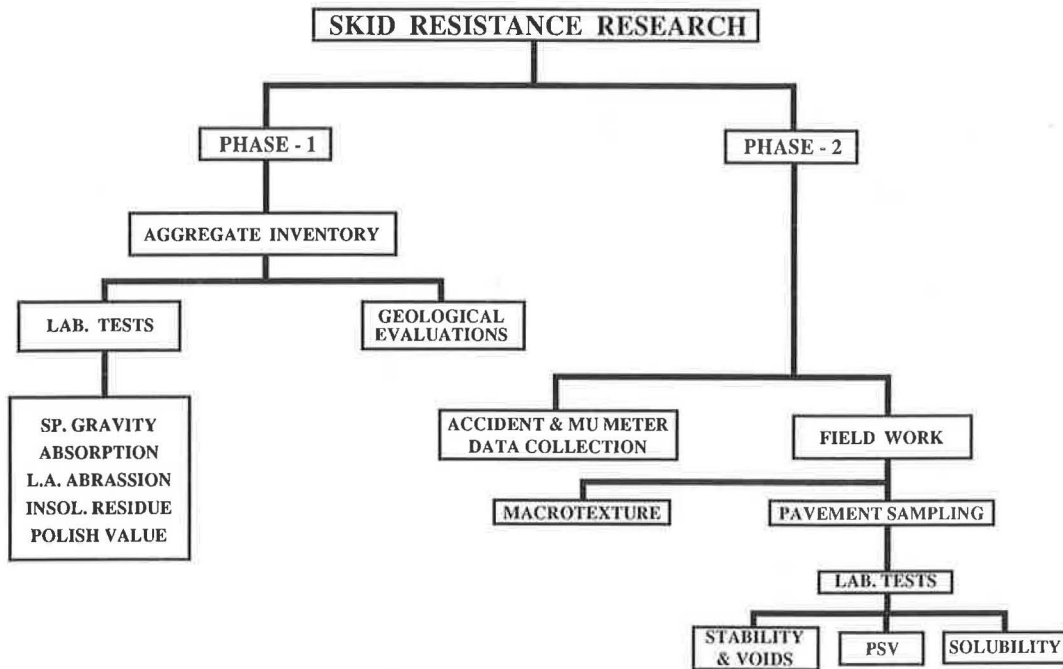 SKID RESISTANCE RESEARCH
PHASE - 1
PHASE - 2
AGGREGATE INVENTORY
LAB. TESTS
GEOLOGICAL
EVALUATIONS
SP. GRAVITY
ABSORPTION
L.A. ABRASSION
INSOL. RESIDUE
POLISH VALUE
ACCIDENT & MU METER
DATA COLLECTION
FIELD WORK
MACROTEXTURE
PAVEMENT SAMPLING
LAB. TESTS
STABILITY
& VOIDS
PSV
SOLUBILITY